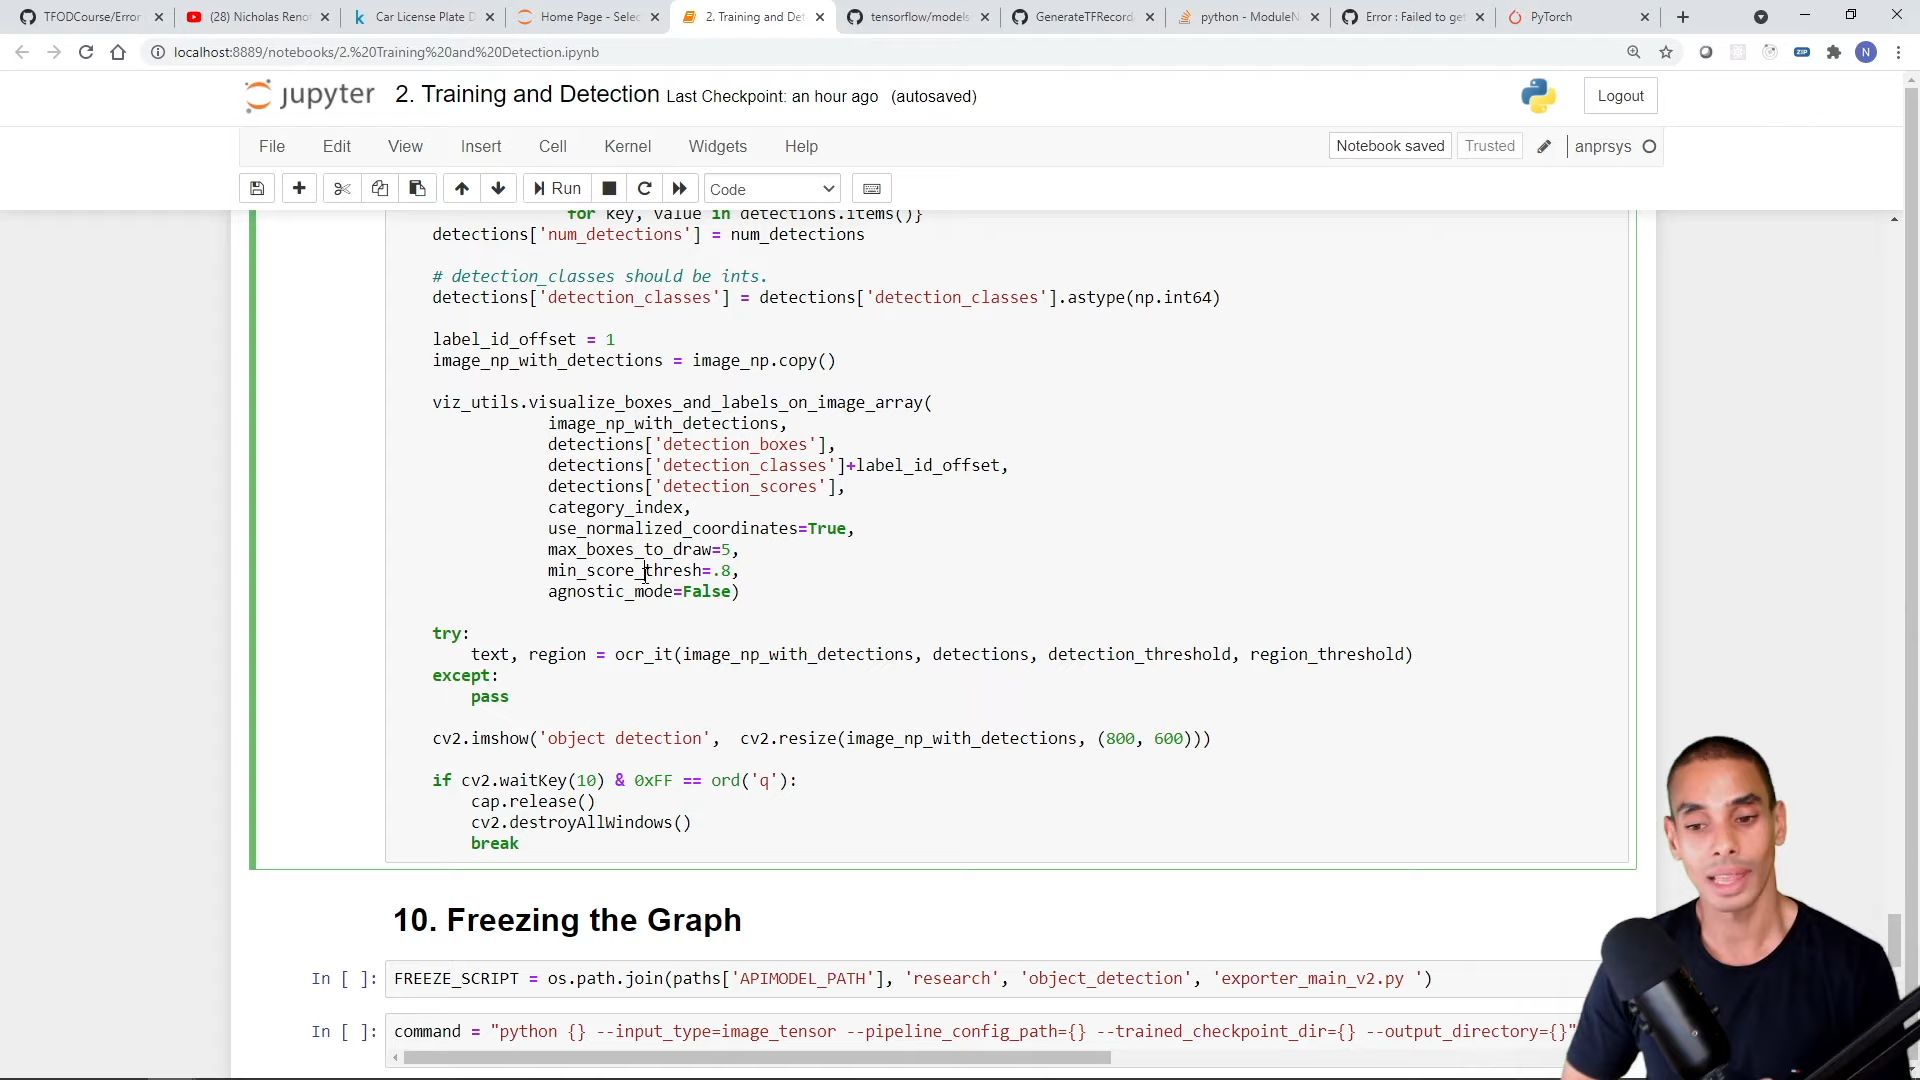 TFODCourse/Error
(28) Nicholas Reno
Car License Plate D
Home Page - Selec
2. Training and Det
tensorflow/models
GenerateTFRecord
python - ModuleN
Error : Failed to get
PyTorch
localhost:8889/notebooks/2.%20Training%20and%20Detection.ipynb
ZIP
N
jupyter 2. Training and Detection Last Checkpoint: an hour ago (autosaved)
Logout
File Edit View Insert Cell Kernel Widgets Help
Notebook saved Trusted anprsys
Run Code
for key, value in detections.items()}
detections['num_detections'] = num_detections
# detection_classes should be ints.
detections['detection_classes'] = detections['detection_classes'].astype(np.int64)
label_id_offset = 1
image_np_with_detections = image_np.copy()
viz_utils.visualize_boxes_and_labels_on_image_array(
image_np_with_detections,
detections['detection_boxes'],
detections['detection_classes']+label_id_offset,
detections['detection_scores'],
category_index,
use_normalized_coordinates=True,
max_boxes_to_draw=5,
min_score_thresh=.8,
agnostic_mode=False)
try:
text, region = ocr_it(image_np_with_detections, detections, detection_threshold, region_threshold)
except:
pass
cv2.imshow('object detection', cv2.resize(image_np_with_detections, (800, 600)))
if cv2.waitKey(10) & 0xFF == ord('q'):
cap.release()
cv2.destroyAllWindows()
break
10. Freezing the Graph
In [ ]: FREEZE_SCRIPT = os.path.join(paths['APIMODEL_PATH'], 'research', 'object_detection', 'exporter_main_v2.py ')
In [ ]: command = "python {} --input_type=image_tensor --pipeline_config_path={} --trained_checkpoint_dir={} --output_directory={}"